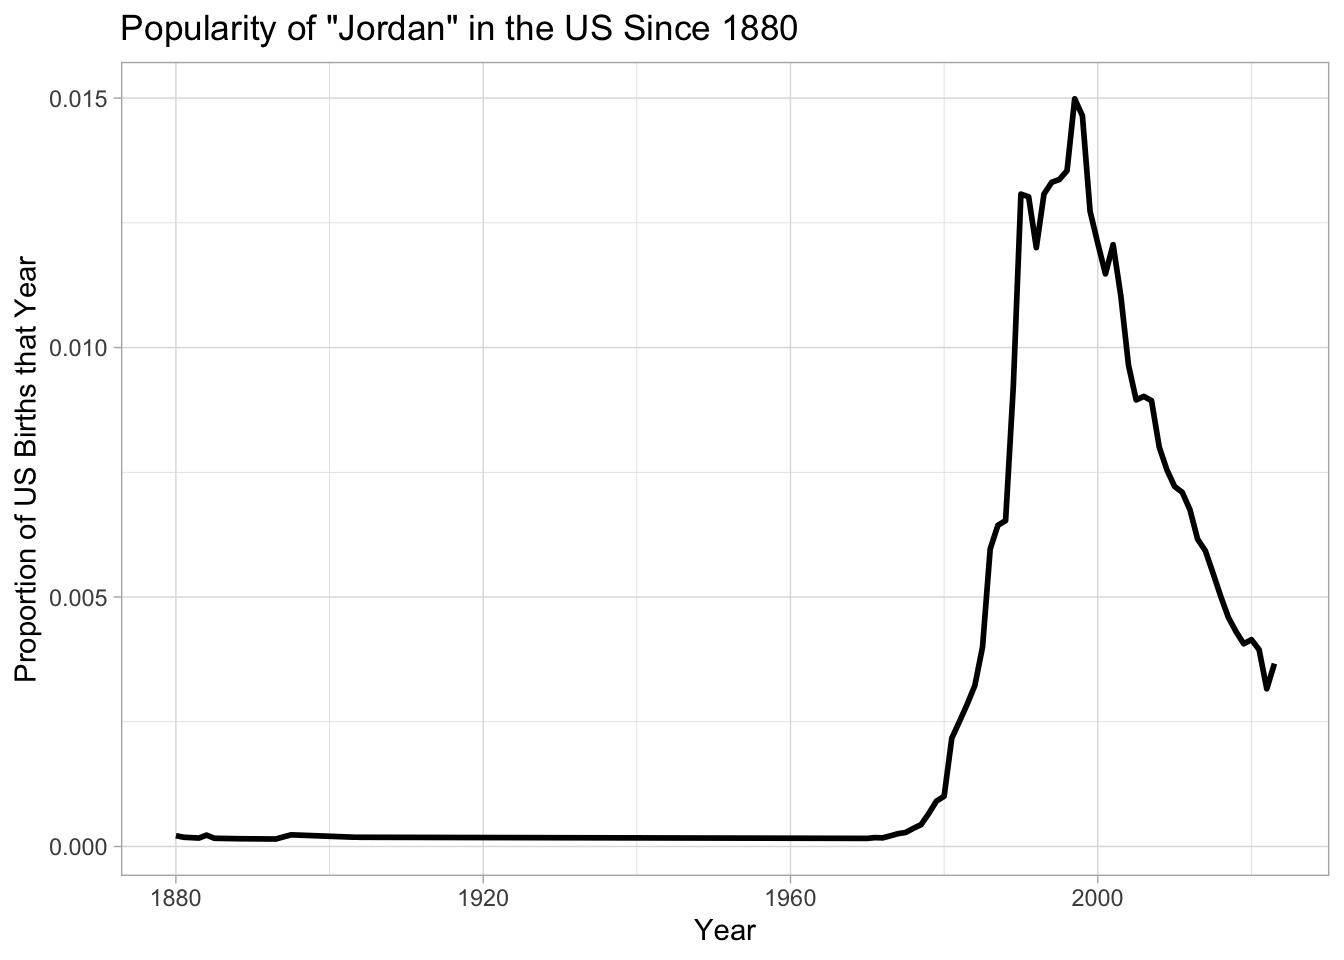 Popularity of "Jordan" in the US Since 1880
Proportion of US Births that Year
0.015
0.010
0.005
0.000
1880 1920 1960 2000
Year